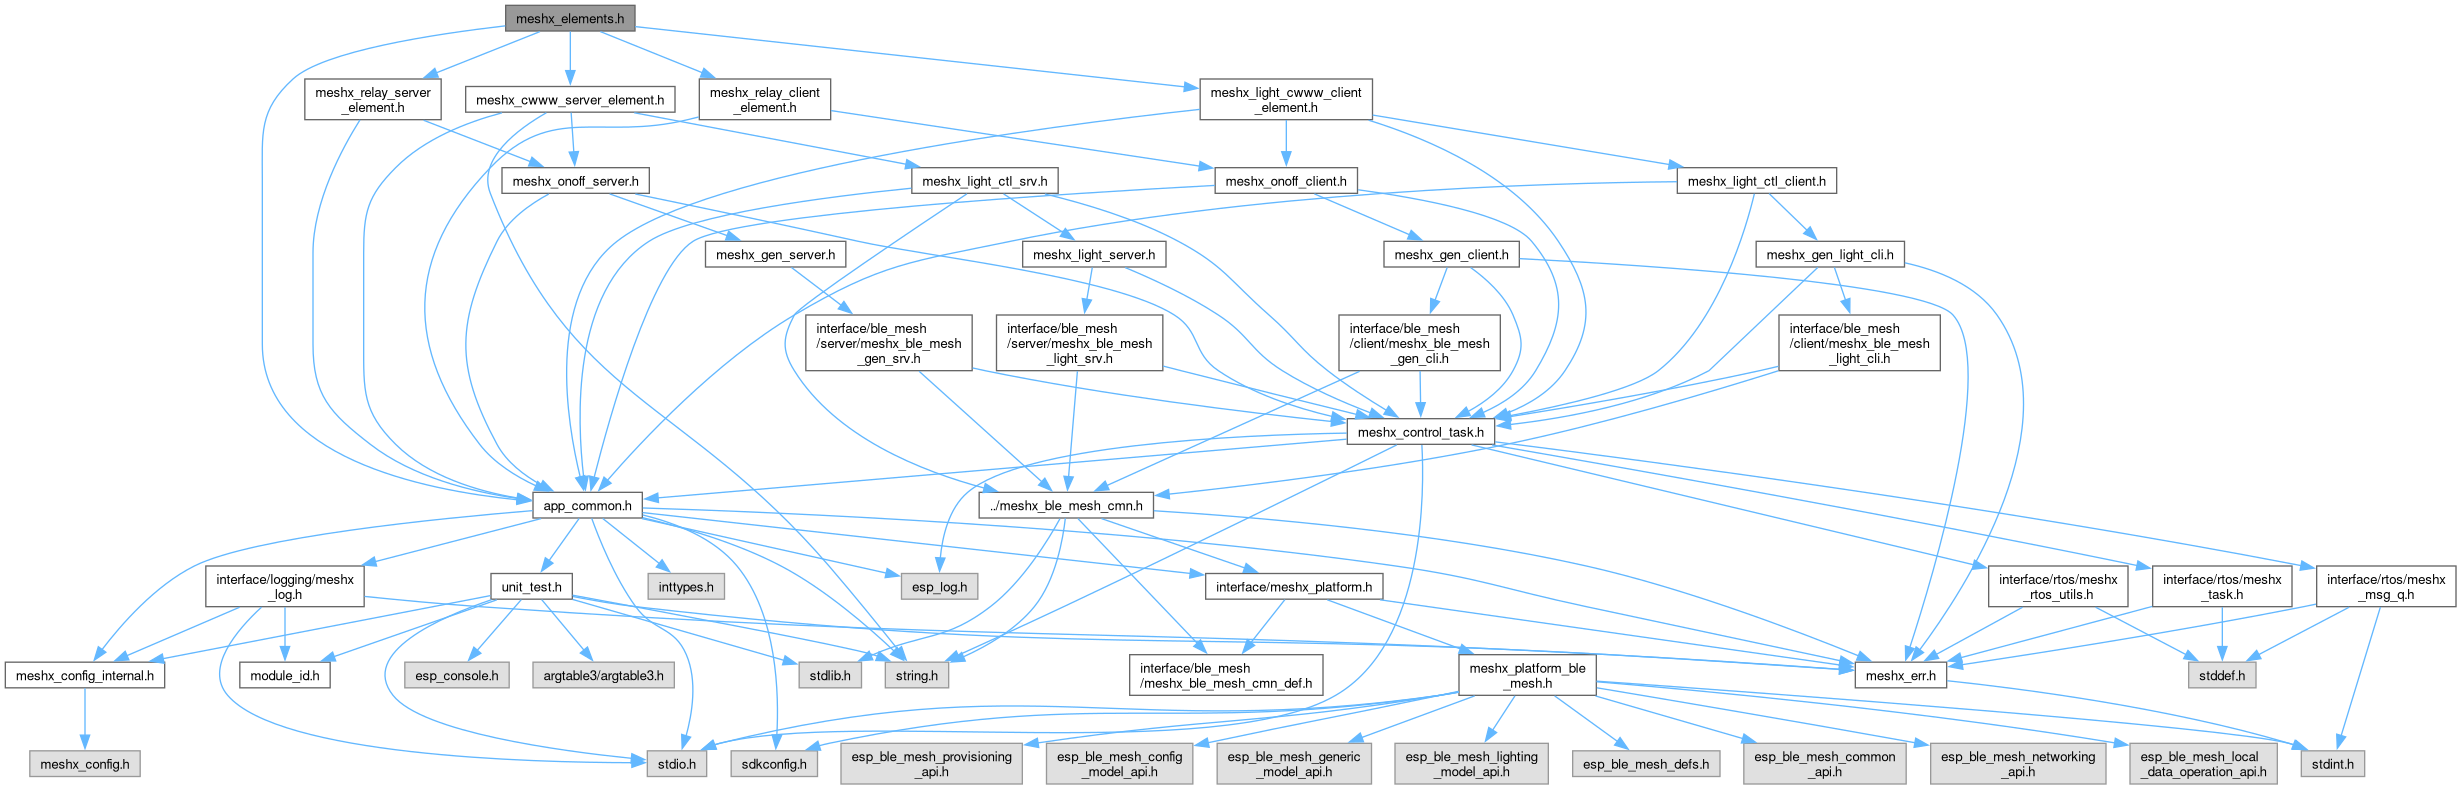 meshx_elements.h
meshx_relay_server
_element.h
meshx_cwww_server_element.h
meshx_relay_client
_element.h
meshx_light_cwww_client
_element.h
meshx_onoff_server.h
meshx_light_ctl_srv.h
meshx_onoff_client.h
meshx_light_ctl_client.h
meshx_gen_server.h
meshx_light_server.h
meshx_gen_client.h
meshx_gen_light_cli.h
interface/ble_mesh
/server/meshx_ble_mesh
_gen_srv.h
interface/ble_mesh
/server/meshx_ble_mesh
_light_srv.h
interface/ble_mesh
/client/meshx_ble_mesh
_gen_cli.h
interface/ble_mesh
/client/meshx_ble_mesh
_light_cli.h
meshx_control_task.h
app_common.h
../meshx_ble_mesh_cmn.h
interface/logging/meshx
_log.h
unit_test.h
inttypes.h
esp_log.h
interface/meshx_platform.h
interface/rtos/meshx
_rtos_utils.h
interface/rtos/meshx
_task.h
interface/rtos/meshx
_msg_q.h
meshx_config_internal.h
module_id.h
esp_console.h
argtable3/argtable3.h
stdlib.h
string.h
interface/ble_mesh
/meshx_ble_mesh_cmn_def.h
meshx_platform_ble
_mesh.h
meshx_err.h
stddef.h
meshx_config.h
stdio.h
sdkconfig.h
esp_ble_mesh_provisioning
_api.h
esp_ble_mesh_config
_model_api.h
esp_ble_mesh_generic
_model_api.h
esp_ble_mesh_lighting
_model_api.h
esp_ble_mesh_defs.h
esp_ble_mesh_common
_api.h
esp_ble_mesh_networking
_api.h
esp_ble_mesh_local
_data_operation_api.h
stdint.h